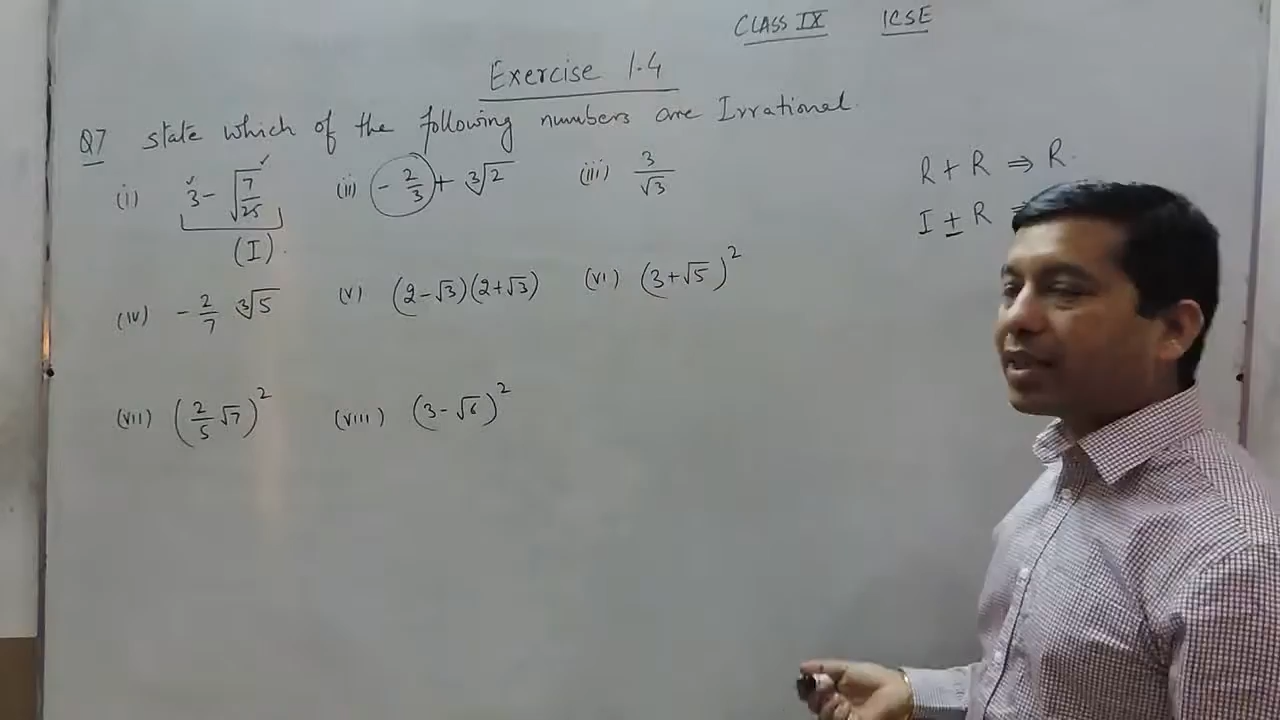 CLASS IX ICSE
Exercise 1.4
Q7 state which of the following numbers are Irrational.
(i) 3 - √(7/25) (ii) -2/3 + ∛2 (iii) 3/√3
(I).
R + R ⇒ R.
I ± R ⇒
(iv) -2/7 ∛5 (v) (2-√3)(2+√3) (vi) (3+√5)²
(vii) (2/5 √7)² (viii) (3-√6)²